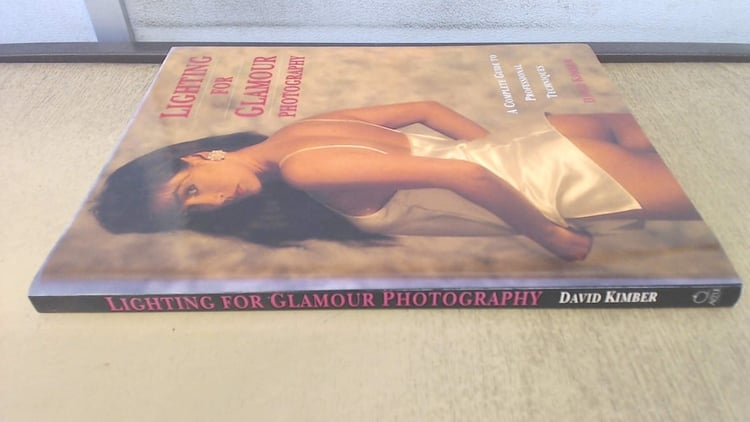 LIGHTING
FOR
GLAMOUR
PHOTOGRAPHY
A COMPLETE GUIDE TO
PROFESSIONAL
TECHNIQUES
DAVID KIMBER
LIGHTING FOR GLAMOUR PHOTOGRAPHY DAVID KIMBER